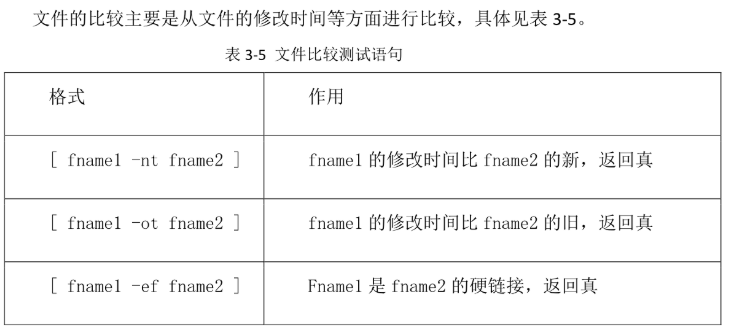 文件的比较主要是从文件的修改时间等方面进行比较，具体见表 3-5。
表 3-5 文件比较测试语句
格式 作用
[ fname1 -nt fname2 ] fname1 的修改时间比 fname2 的新，返回真
[ fname1 -ot fname2 ] fname1 的修改时间比 fname2 的旧，返回真
[ fname1 -ef fname2 ] Fname1 是 fname2 的硬链接，返回真